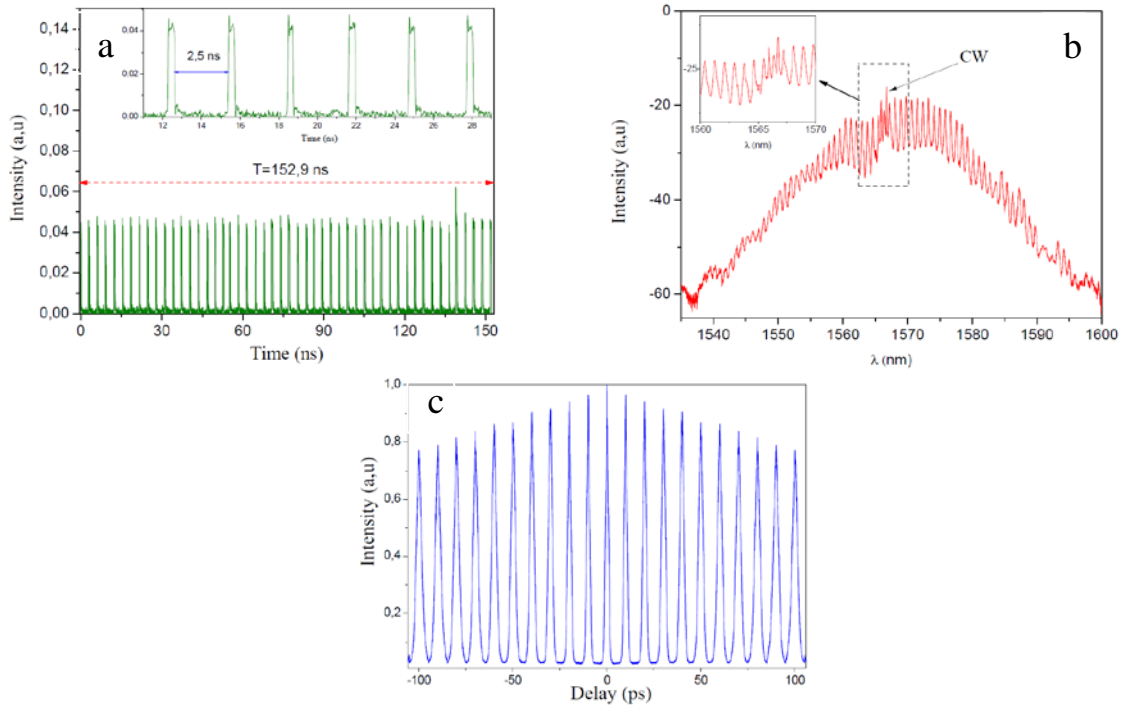 a
0.04
0.02
0.00
2,5 ns
12 14 16 18 20 22 24 26 28
Time (ns)
0,14
0,12
0,10
0,08
0,06
0,04
0,02
0,00
Intensity (a,u)
T=152,9 ns
0 30 60 90 120 150
Time (ns)
b
0
-20
-40
-60
Intensity (a,u)
-25
1560 1565 1570
λ (nm)
CW
1540 1550 1560 1570 1580 1590 1600
λ (nm)
c
1,0
0,8
0,6
0,4
0,2
Intensity (a,u)
-100 -50 0 50 100
Delay (ps)